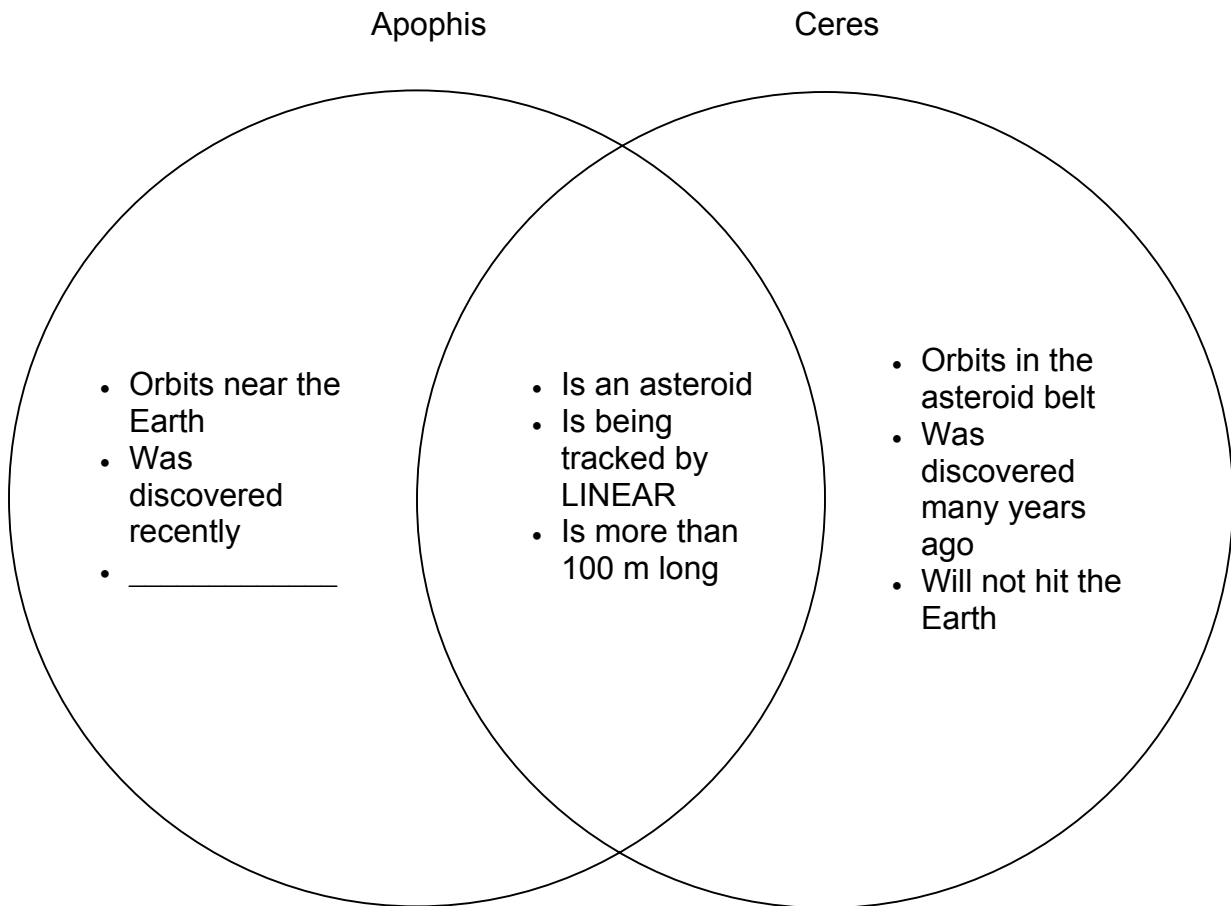 Apophis
Ceres
• Orbits near the
Earth
• Was
discovered
recently
• _____________
• Is an asteroid
• Is being
tracked by
LINEAR
• Is more than
100 m long
• Orbits in the
asteroid belt
• Was
discovered
many years
ago
• Will not hit the
Earth